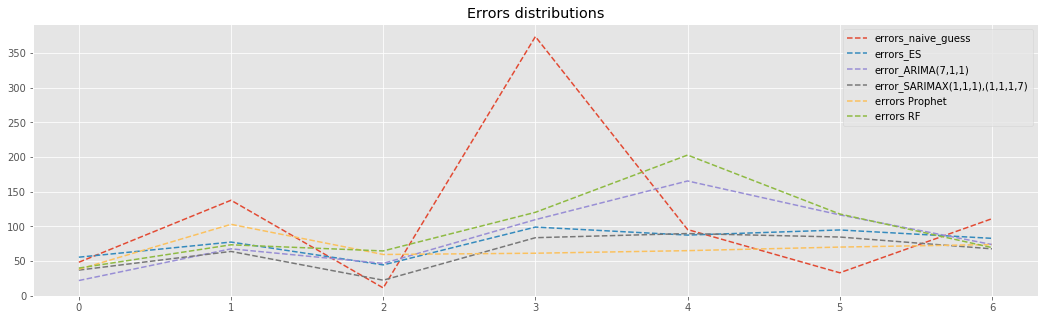 Errors distributions
errors_naive_guess
errors_ES
error_ARIMA(7,1,1)
error_SARIMAX(1,1,1),(1,1,1,7)
errors Prophet
errors RF
350
300
250
200
150
100
50
0
0 1 2 3 4 5 6